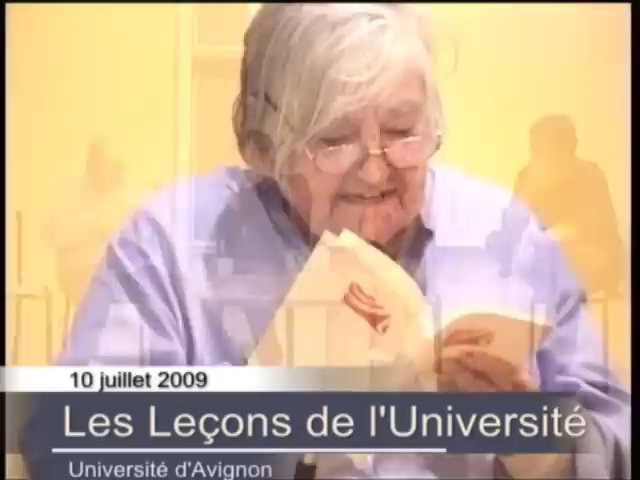 10 juillet 2009
Les Leçons de l'Université
Université d'Avignon